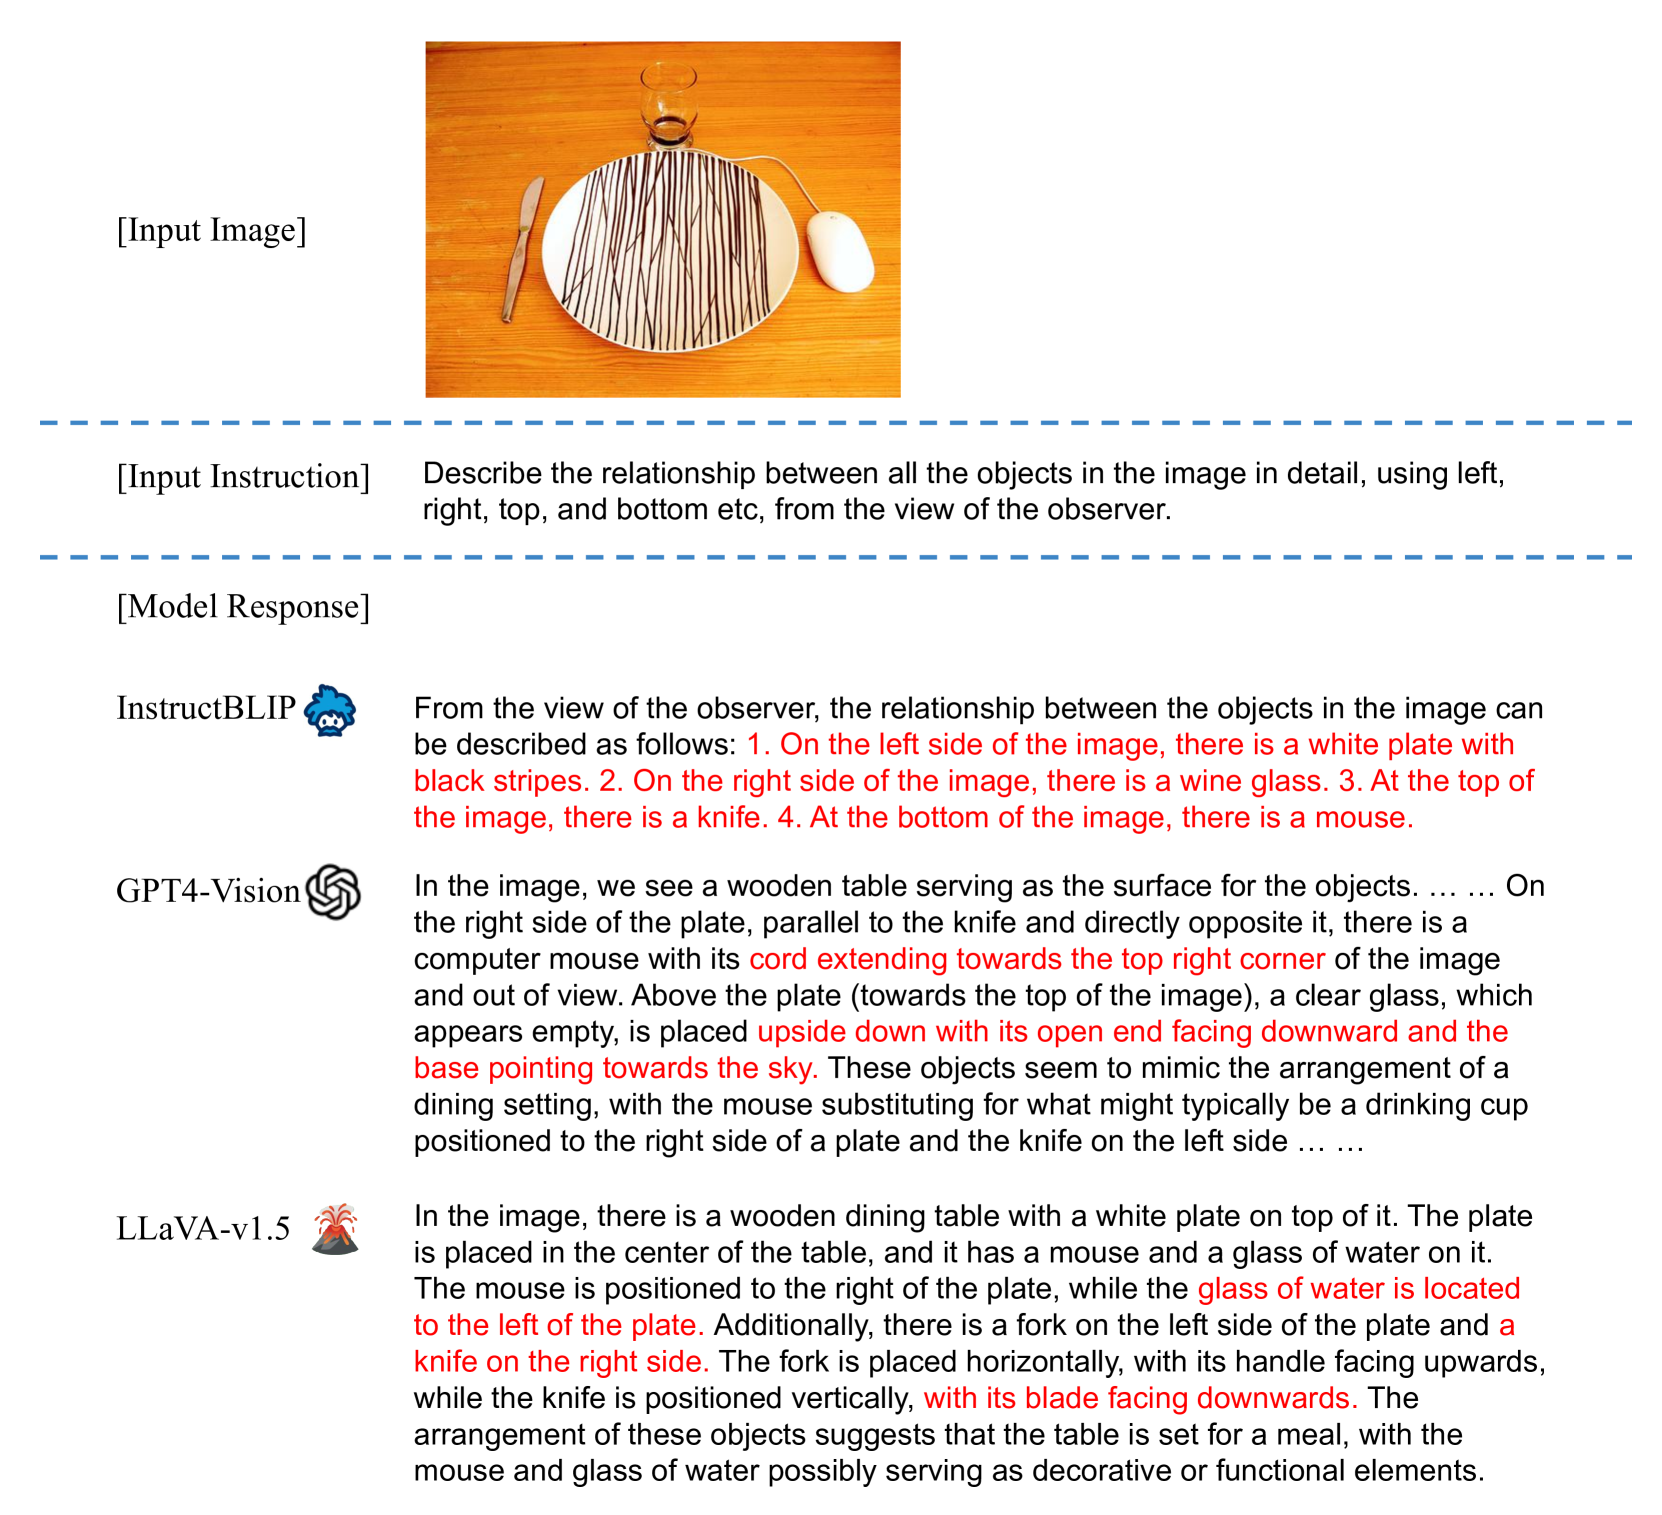 [Input Image]
[Input Instruction]
Describe the relationship between all the objects in the image in detail, using left,
right, top, and bottom etc, from the view of the observer.
[Model Response]
InstructBLIP
From the view of the observer, the relationship between the objects in the image can
be described as follows: 1. On the left side of the image, there is a white plate with
black stripes. 2. On the right side of the image, there is a wine glass. 3. At the top of
the image, there is a knife. 4. At the bottom of the image, there is a mouse.
GPT4-Vision
In the image, we see a wooden table serving as the surface for the objects. … … On
the right side of the plate, parallel to the knife and directly opposite it, there is a
computer mouse with its cord extending towards the top right corner of the image
and out of view. Above the plate (towards the top of the image), a clear glass, which
appears empty, is placed upside down with its open end facing downward and the
base pointing towards the sky. These objects seem to mimic the arrangement of a
dining setting, with the mouse substituting for what might typically be a drinking cup
positioned to the right side of a plate and the knife on the left side … …
LLaVA-v1.5
In the image, there is a wooden dining table with a white plate on top of it. The plate
is placed in the center of the table, and it has a mouse and a glass of water on it.
The mouse is positioned to the right of the plate, while the glass of water is located
to the left of the plate. Additionally, there is a fork on the left side of the plate and a
knife on the right side. The fork is placed horizontally, with its handle facing upwards,
while the knife is positioned vertically, with its blade facing downwards. The
arrangement of these objects suggests that the table is set for a meal, with the
mouse and glass of water possibly serving as decorative or functional elements.